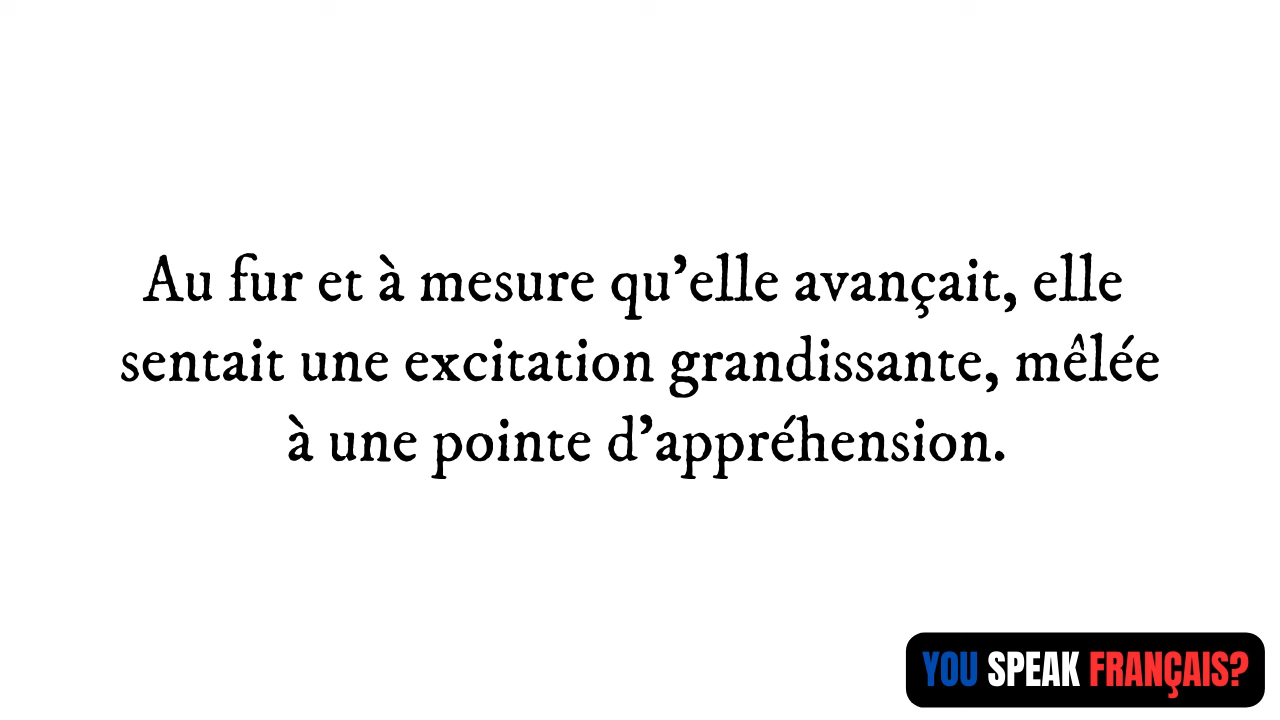 Au fur et à mesure qu’elle avançait, elle
sentait une excitation grandissante, mêlée
à une pointe d’appréhension.
YOU SPEAK FRANÇAIS?